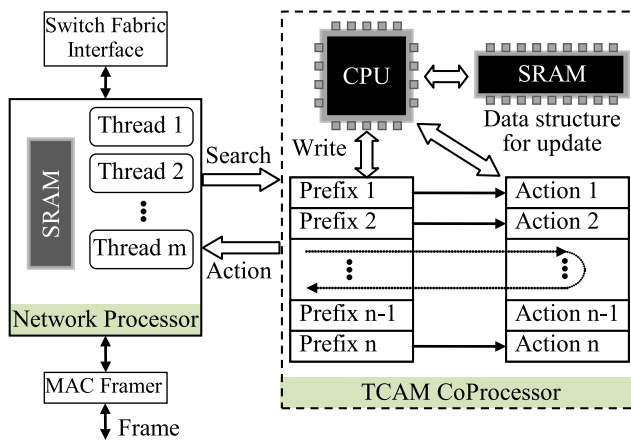 Switch Fabric
Interface
Thread 1
Thread 2
Thread m
SRAM
Network Processor
MAC Framer
Frame
Search
Action
CPU
SRAM
Data structure
for update
Write
Prefix 1
Action 1
Prefix 2
Action 2
Prefix n-1
Action n-1
Prefix n
Action n
TCAM CoProcessor